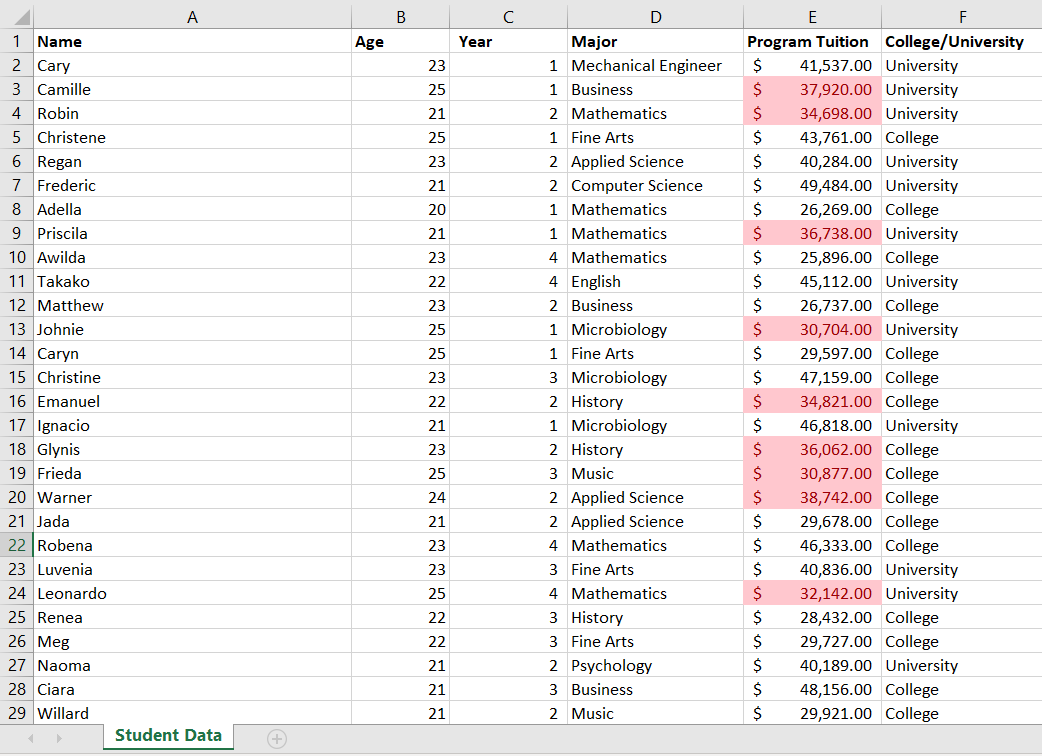 A B C D E F
1 Name Age Year Major Program Tuition College/University
2 Cary 23 1 Mechanical Engineer $ 41,537.00 University
3 Camille 25 1 Business $ 37,920.00 University
4 Robin 21 2 Mathematics $ 34,698.00 University
5 Christene 25 1 Fine Arts $ 43,761.00 College
6 Regan 23 2 Applied Science $ 40,284.00 University
7 Frederic 21 2 Computer Science $ 49,484.00 University
8 Adella 20 1 Mathematics $ 26,269.00 College
9 Priscila 21 1 Mathematics $ 36,738.00 University
10 Awilda 23 4 Mathematics $ 25,896.00 College
11 Takako 22 4 English $ 45,112.00 University
12 Matthew 23 2 Business $ 26,737.00 College
13 Johnie 25 1 Microbiology $ 30,704.00 University
14 Caryn 25 1 Fine Arts $ 29,597.00 College
15 Christine 23 3 Microbiology $ 47,159.00 College
16 Emanuel 22 2 History $ 34,821.00 College
17 Ignacio 21 1 Microbiology $ 46,818.00 University
18 Glynis 23 2 History $ 36,062.00 College
19 Frieda 25 3 Music $ 30,877.00 College
20 Warner 24 2 Applied Science $ 38,742.00 College
21 Jada 21 2 Applied Science $ 29,678.00 College
22 Robena 23 4 Mathematics $ 46,333.00 College
23 Luvenia 23 3 Fine Arts $ 40,836.00 University
24 Leonardo 25 4 Mathematics $ 32,142.00 University
25 Renea 22 3 History $ 28,432.00 College
26 Meg 22 3 Fine Arts $ 29,727.00 College
27 Naoma 21 2 Psychology $ 40,189.00 University
28 Ciara 21 3 Business $ 48,156.00 College
29 Willard 21 2 Music $ 29,921.00 College
Student Data